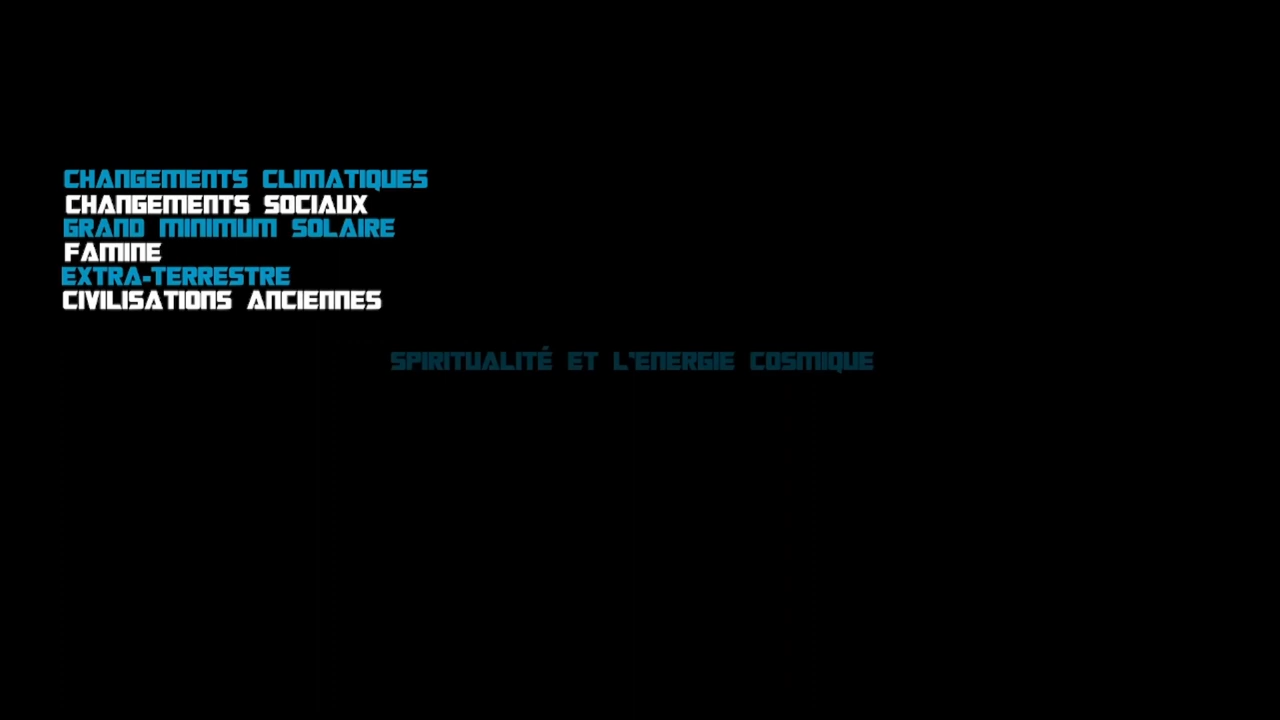 CHANGEMENTS CLIMATIQUES
CHANGEMENTS SOCIAUX
GRAND MINIMUM SOLAIRE
FAMINE
EXTRA-TERRESTRE
CIVILISATIONS ANCIENNES
SPIRITUALITÉ ET L'ENERGIE COSMIQUE